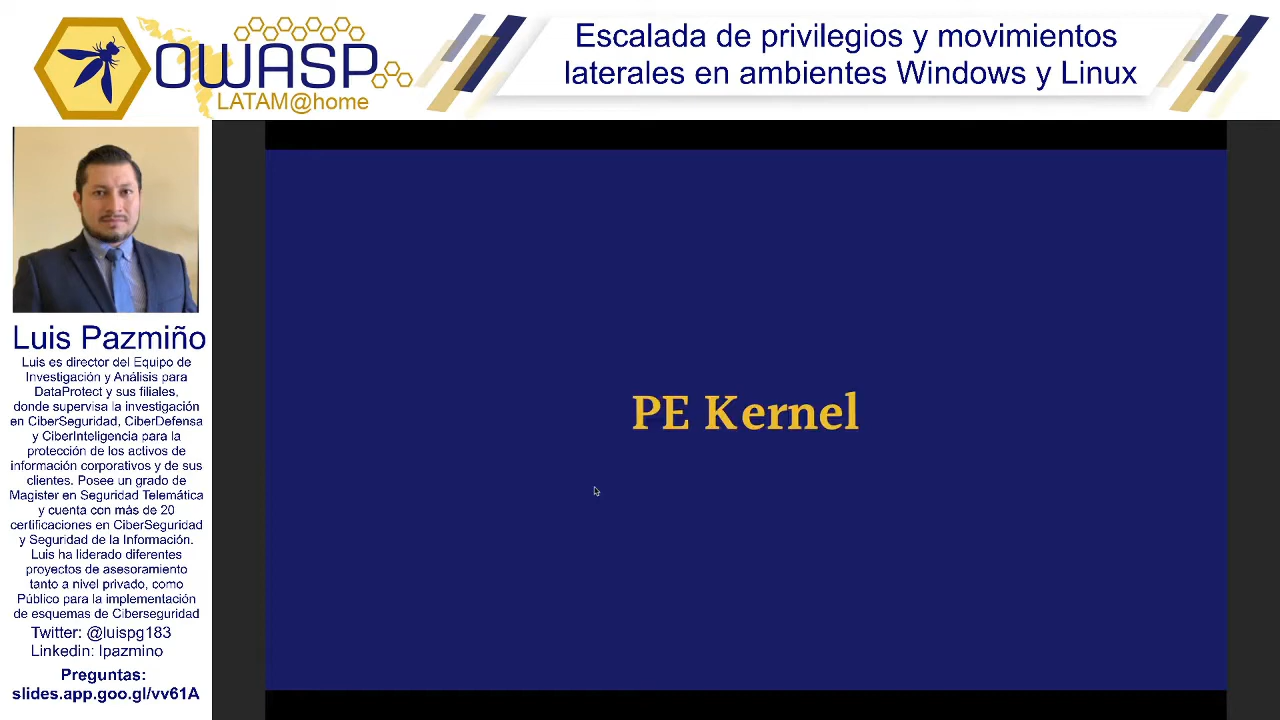 OWASP
LATAM@home
Escalada de privilegios y movimientos
laterales en ambientes Windows y Linux
Luis Pazmiño
Luis es director del Equipo de
Investigación y Análisis para
DataProtect y sus filiales,
donde supervisa la investigación
en CiberSeguridad, CiberDefensa
y CiberInteligencia para la
protección de los activos de
información corporativos y de sus
clientes. Posee un grado de
Magister en Seguridad Telemática
y cuenta con más de 20
certificaciones en CiberSeguridad
y Seguridad de la Información.
Luis ha liderado diferentes
proyectos de asesoramiento
tanto a nivel privado, como
Público para la implementación
de esquemas de Ciberseguridad
Twitter: @luispg183
Linkedin: lpazmino
Preguntas:
slides.app.goo.gl/vv61A
PE Kernel